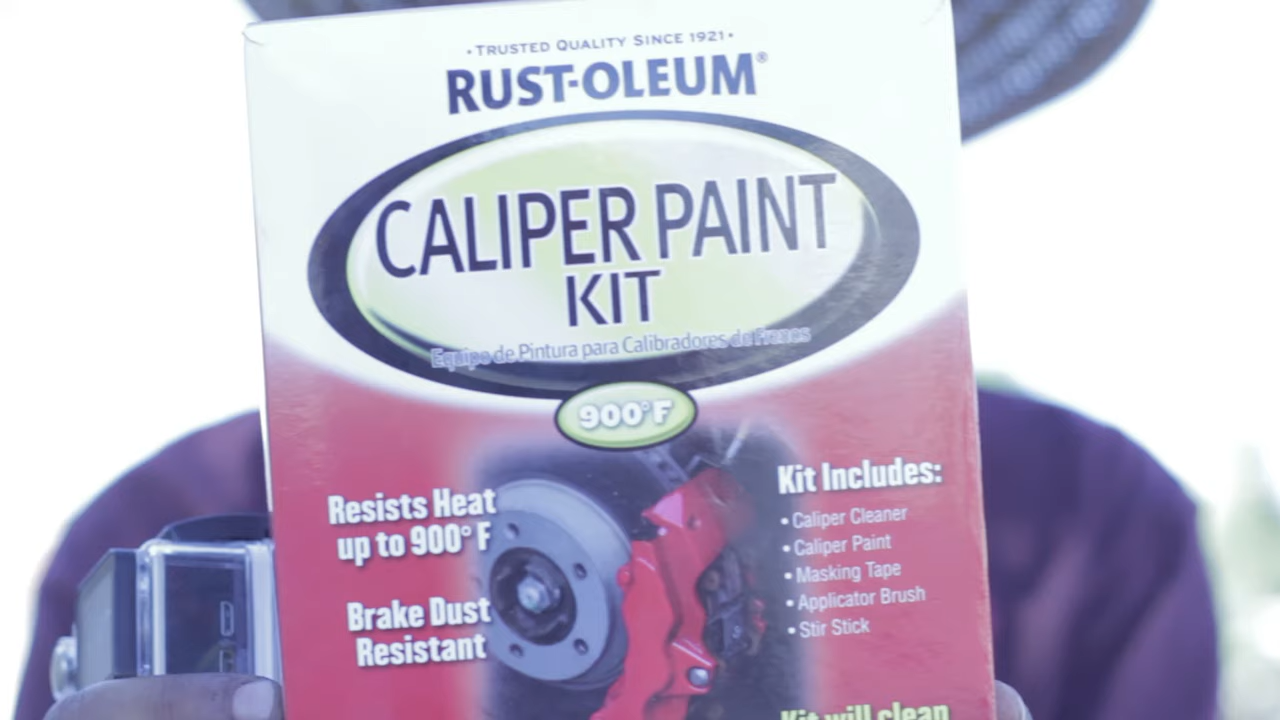 •TRUSTED QUALITY SINCE 1921•
RUST-OLEUM®
CALIPER PAINT
KIT
Equipo de Pintura para Calibradores de Frenos
900°F
Resists Heat
up to 900° F
Brake Dust
Resistant
Kit Includes:
• Caliper Cleaner
• Caliper Paint
• Masking Tape
• Applicator Brush
• Stir Stick
Kit will clean